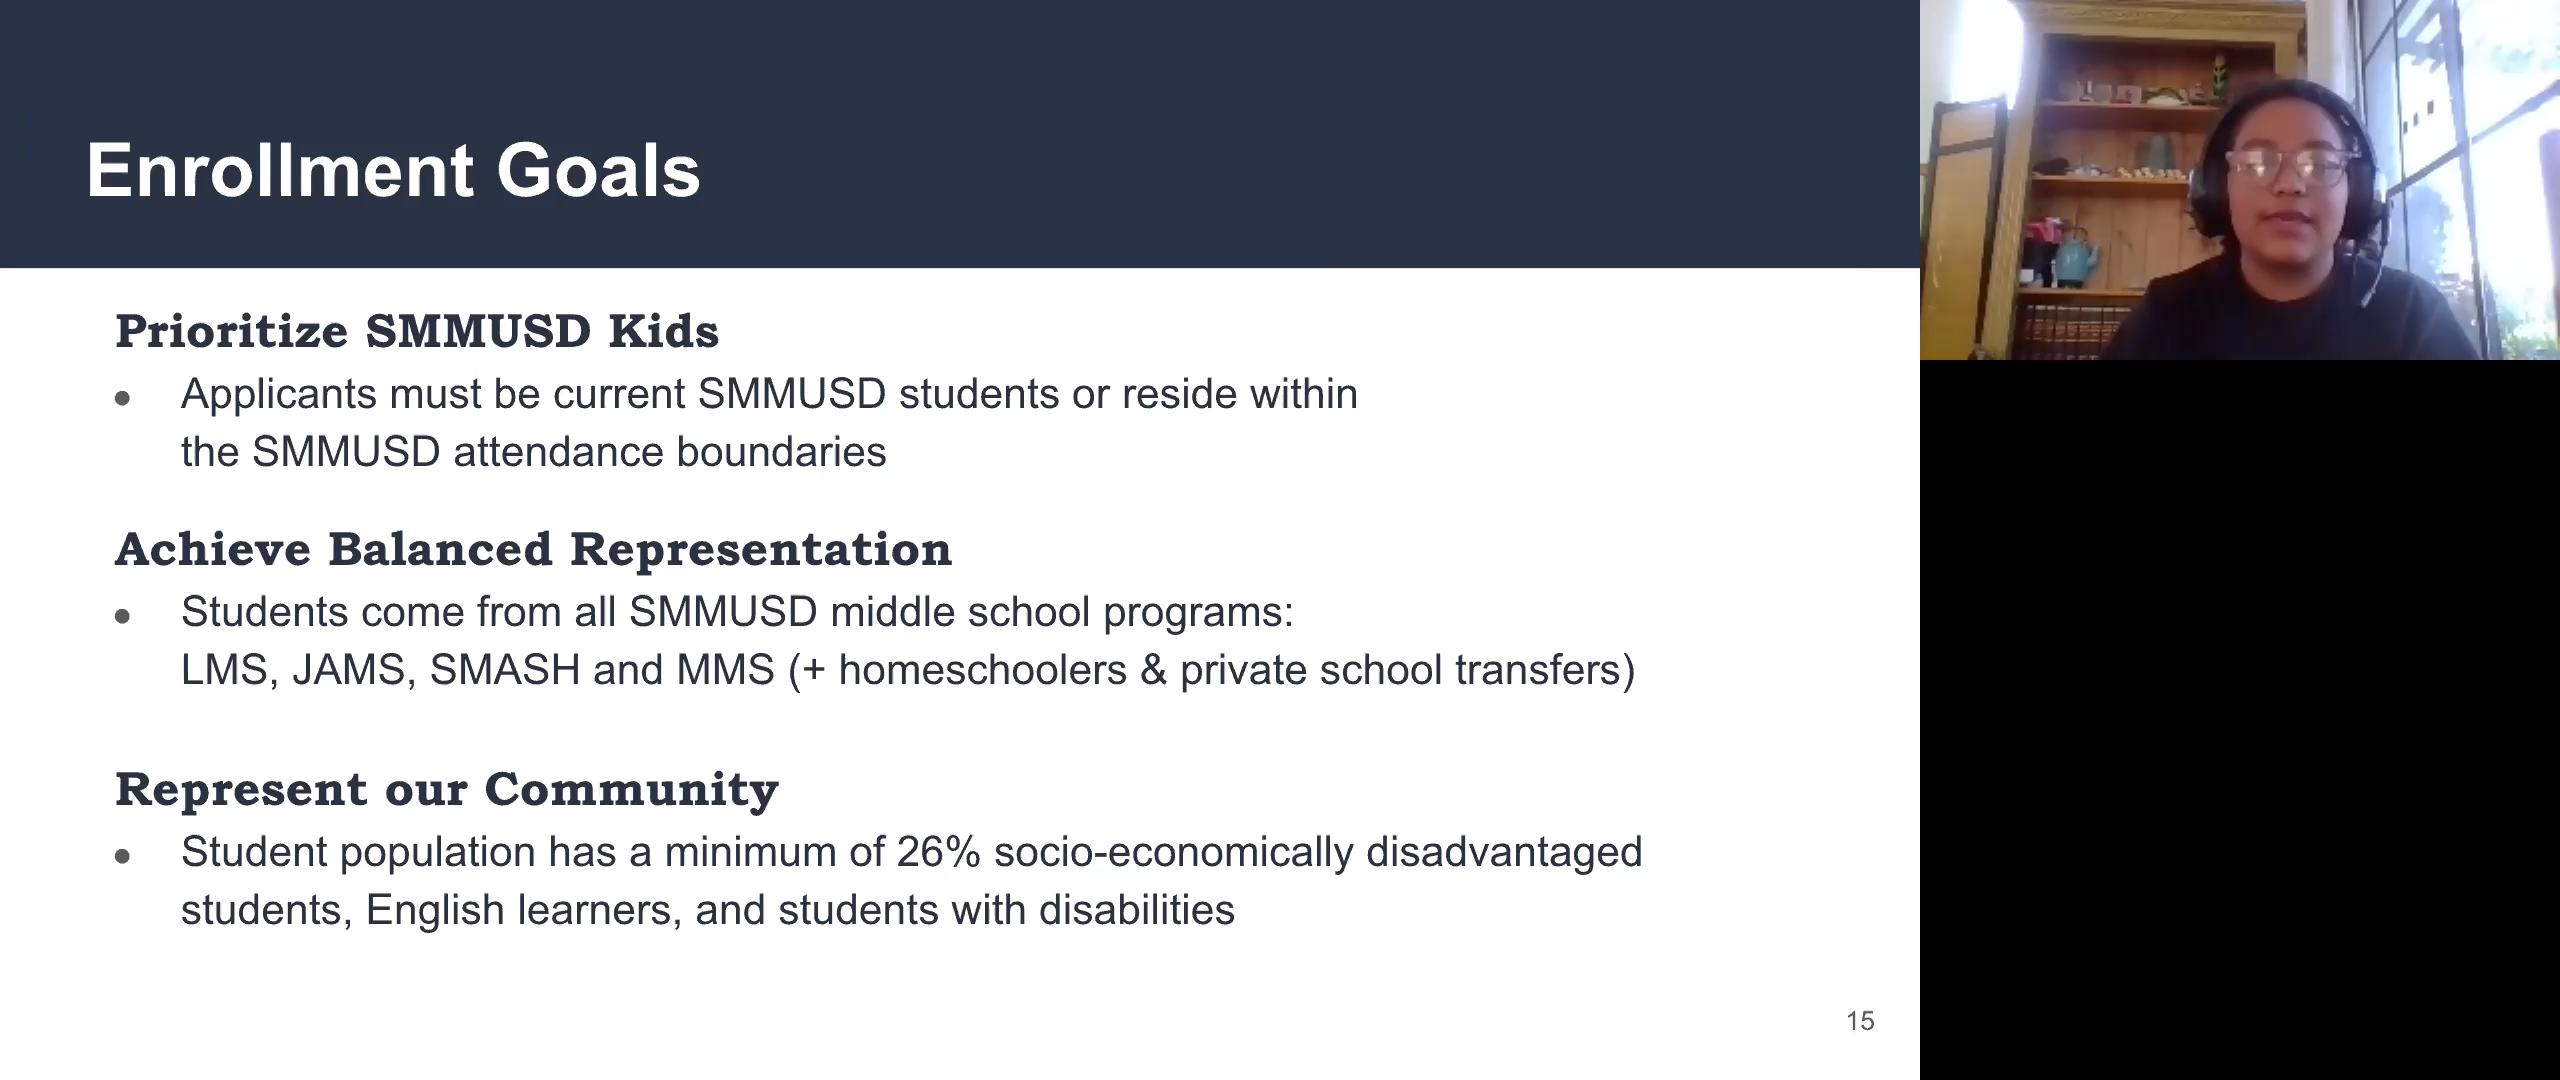 Enrollment Goals
Prioritize SMMUSD Kids
● Applicants must be current SMMUSD students or reside within
the SMMUSD attendance boundaries
Achieve Balanced Representation
● Students come from all SMMUSD middle school programs:
LMS, JAMS, SMASH and MMS (+ homeschoolers & private school transfers)
Represent our Community
● Student population has a minimum of 26% socio-economically disadvantaged
students, English learners, and students with disabilities
15